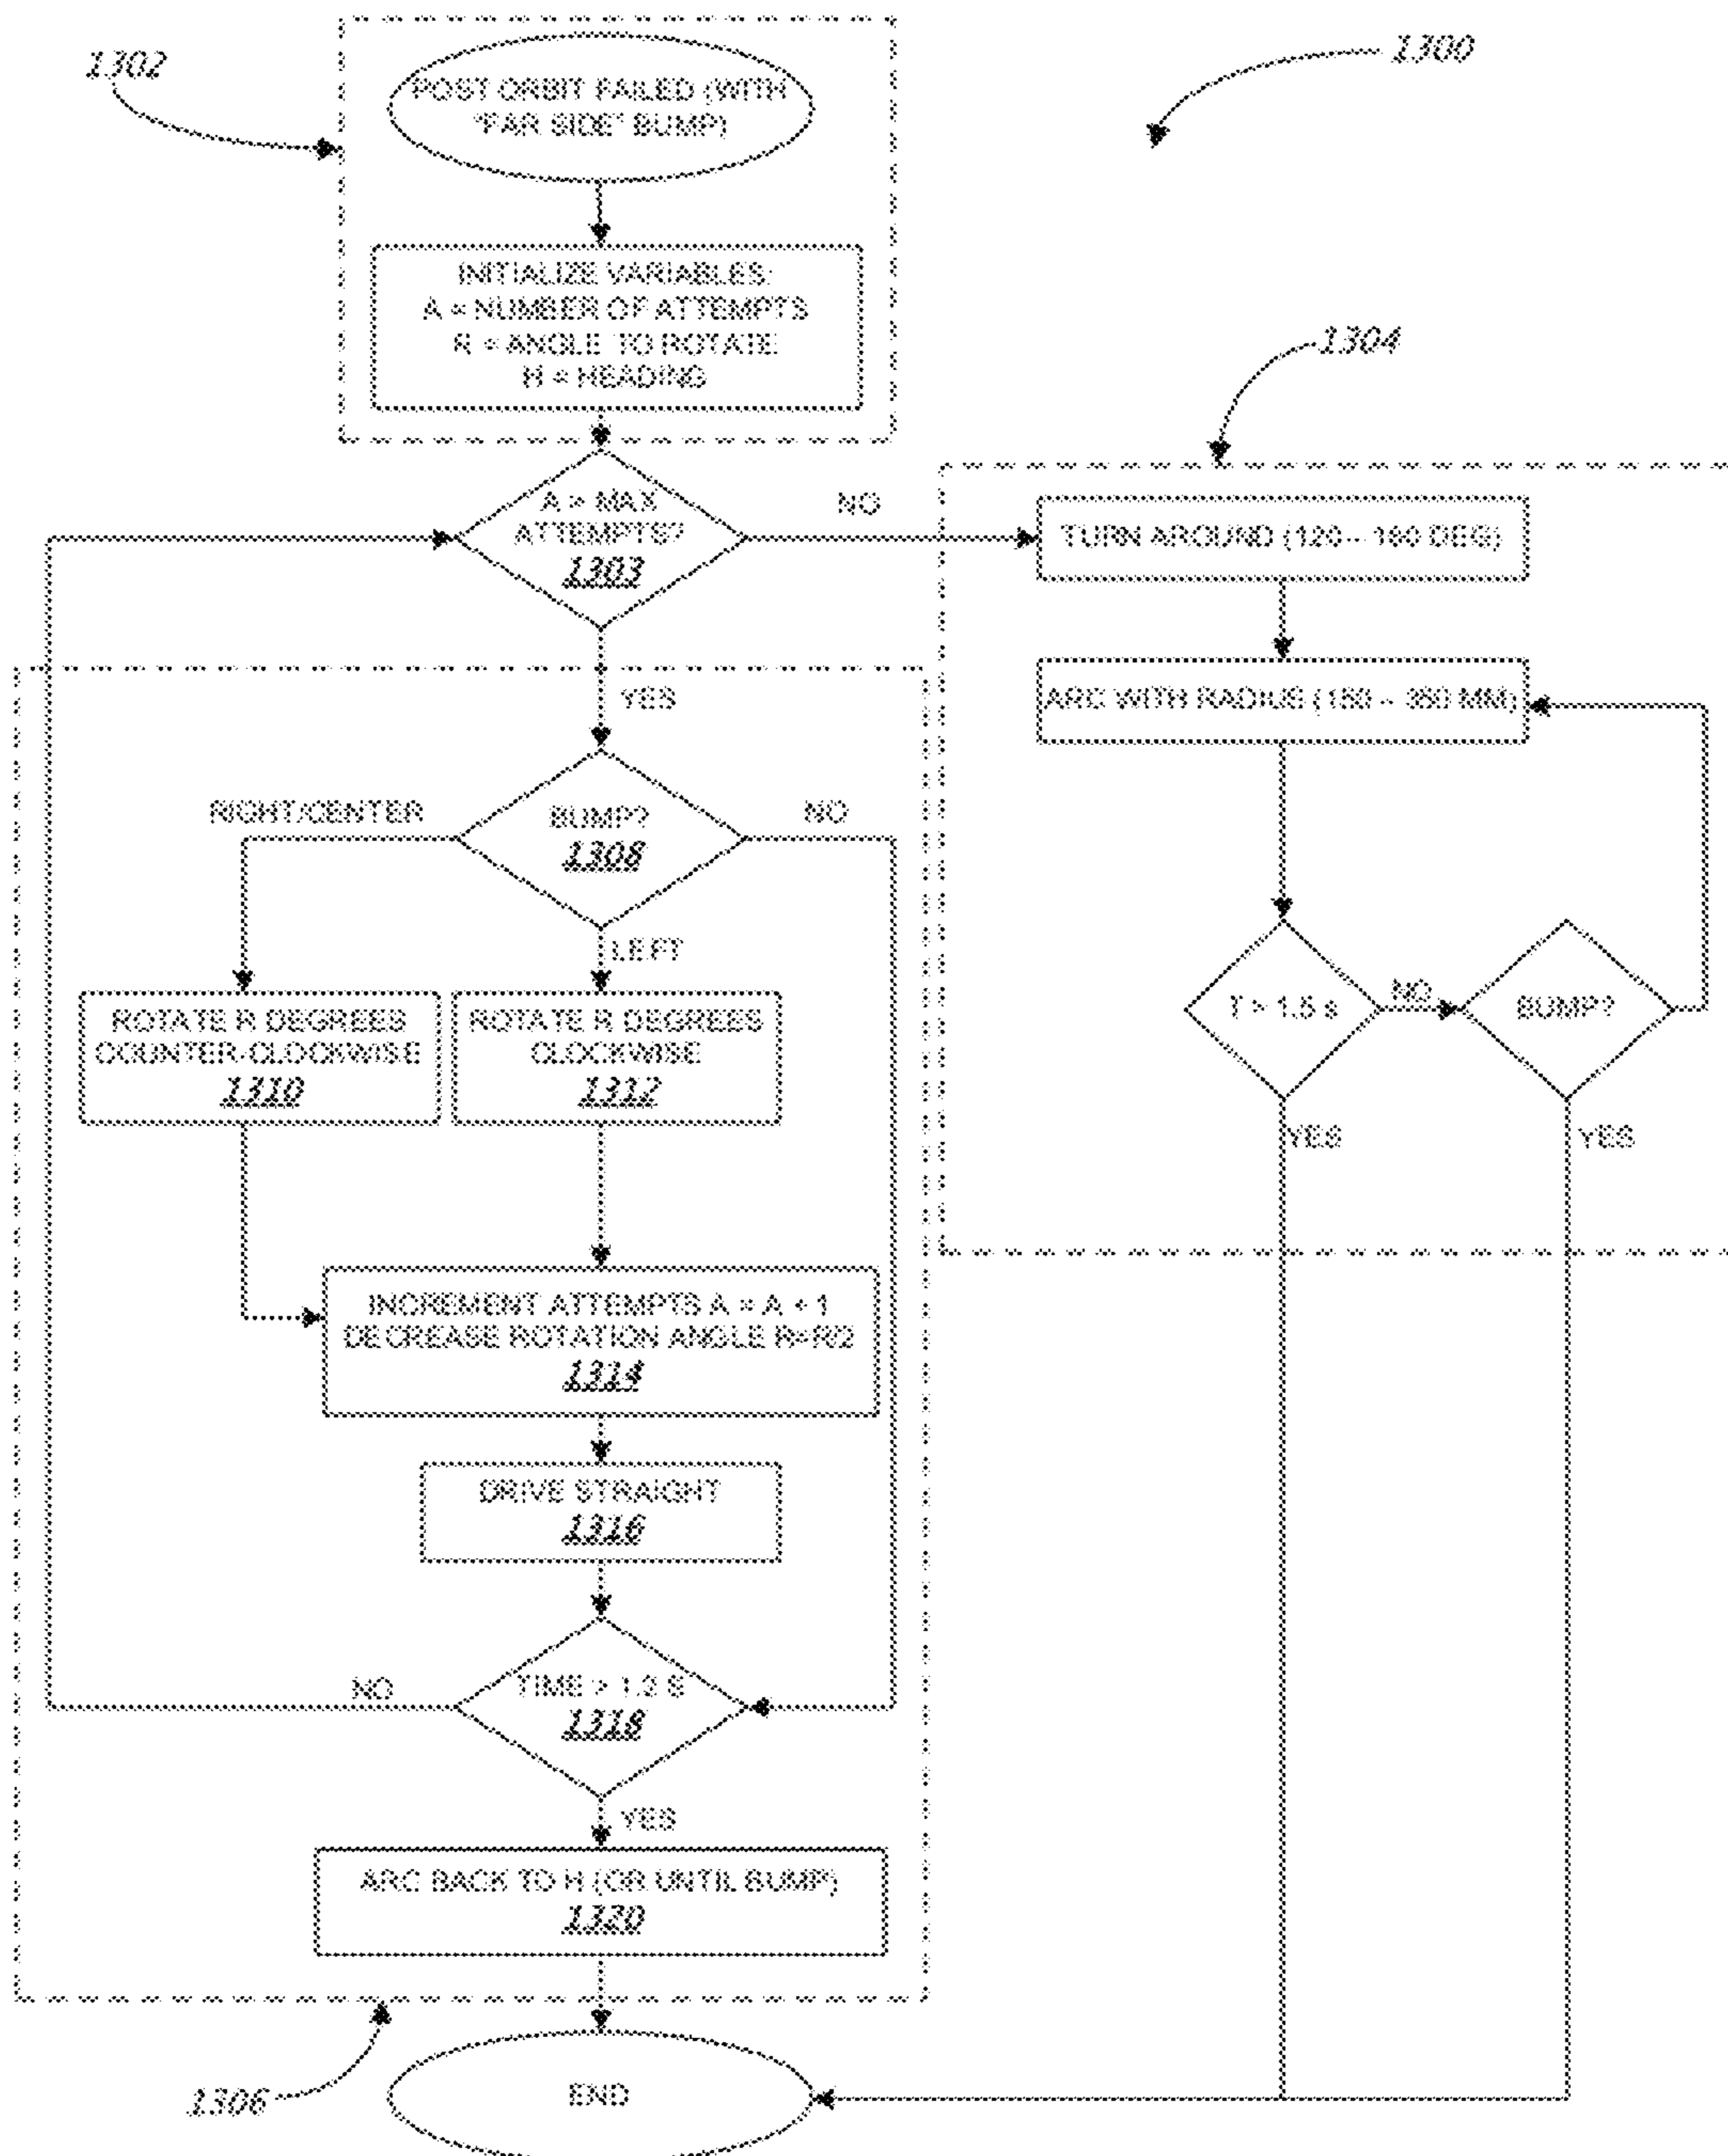 1302
1300
POST ORBIT FAILED (WITH
"FAR SIDE" BUMP)
INITIALIZE VARIABLES:
A = NUMBER OF ATTEMPTS
R = ANGLE TO ROTATE
H = HEADING
1304
A > MAX
ATTEMPTS?
1303
NO
TURN AROUND (120 - 160 DEG)
YES
ARC WITH RADIUS (150 - 350 MM)
RIGHT/CENTER
BUMP?
1308
NO
LEFT
ROTATE R DEGREES
COUNTER-CLOCKWISE
1310
ROTATE R DEGREES
CLOCKWISE
1312
T > 1.5 s
NO
BUMP?
YES
YES
INCREMENT ATTEMPTS A = A + 1
DECREASE ROTATION ANGLE R=R/2
1314
DRIVE STRAIGHT
1316
NO
TIME > 1.2 S
1318
YES
ARC BACK TO H (OR UNTIL BUMP)
1320
1306
END